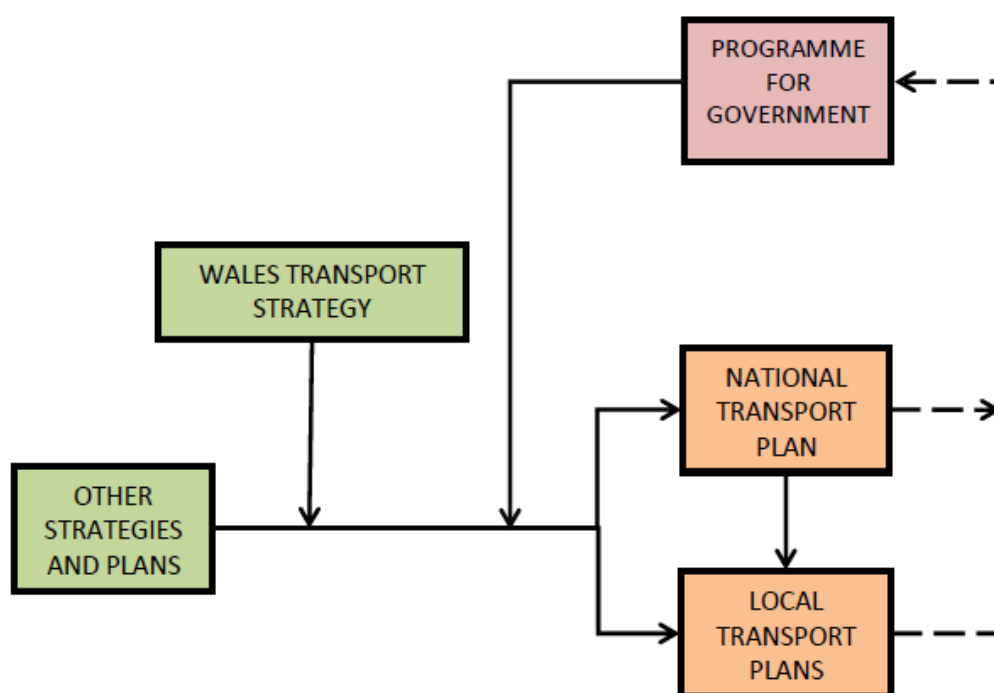 PROGRAMME
FOR
GOVERNMENT
WALES TRANSPORT
STRATEGY
NATIONAL
TRANSPORT
PLAN
OTHER
STRATEGIES
AND PLANS
LOCAL
TRANSPORT
PLANS